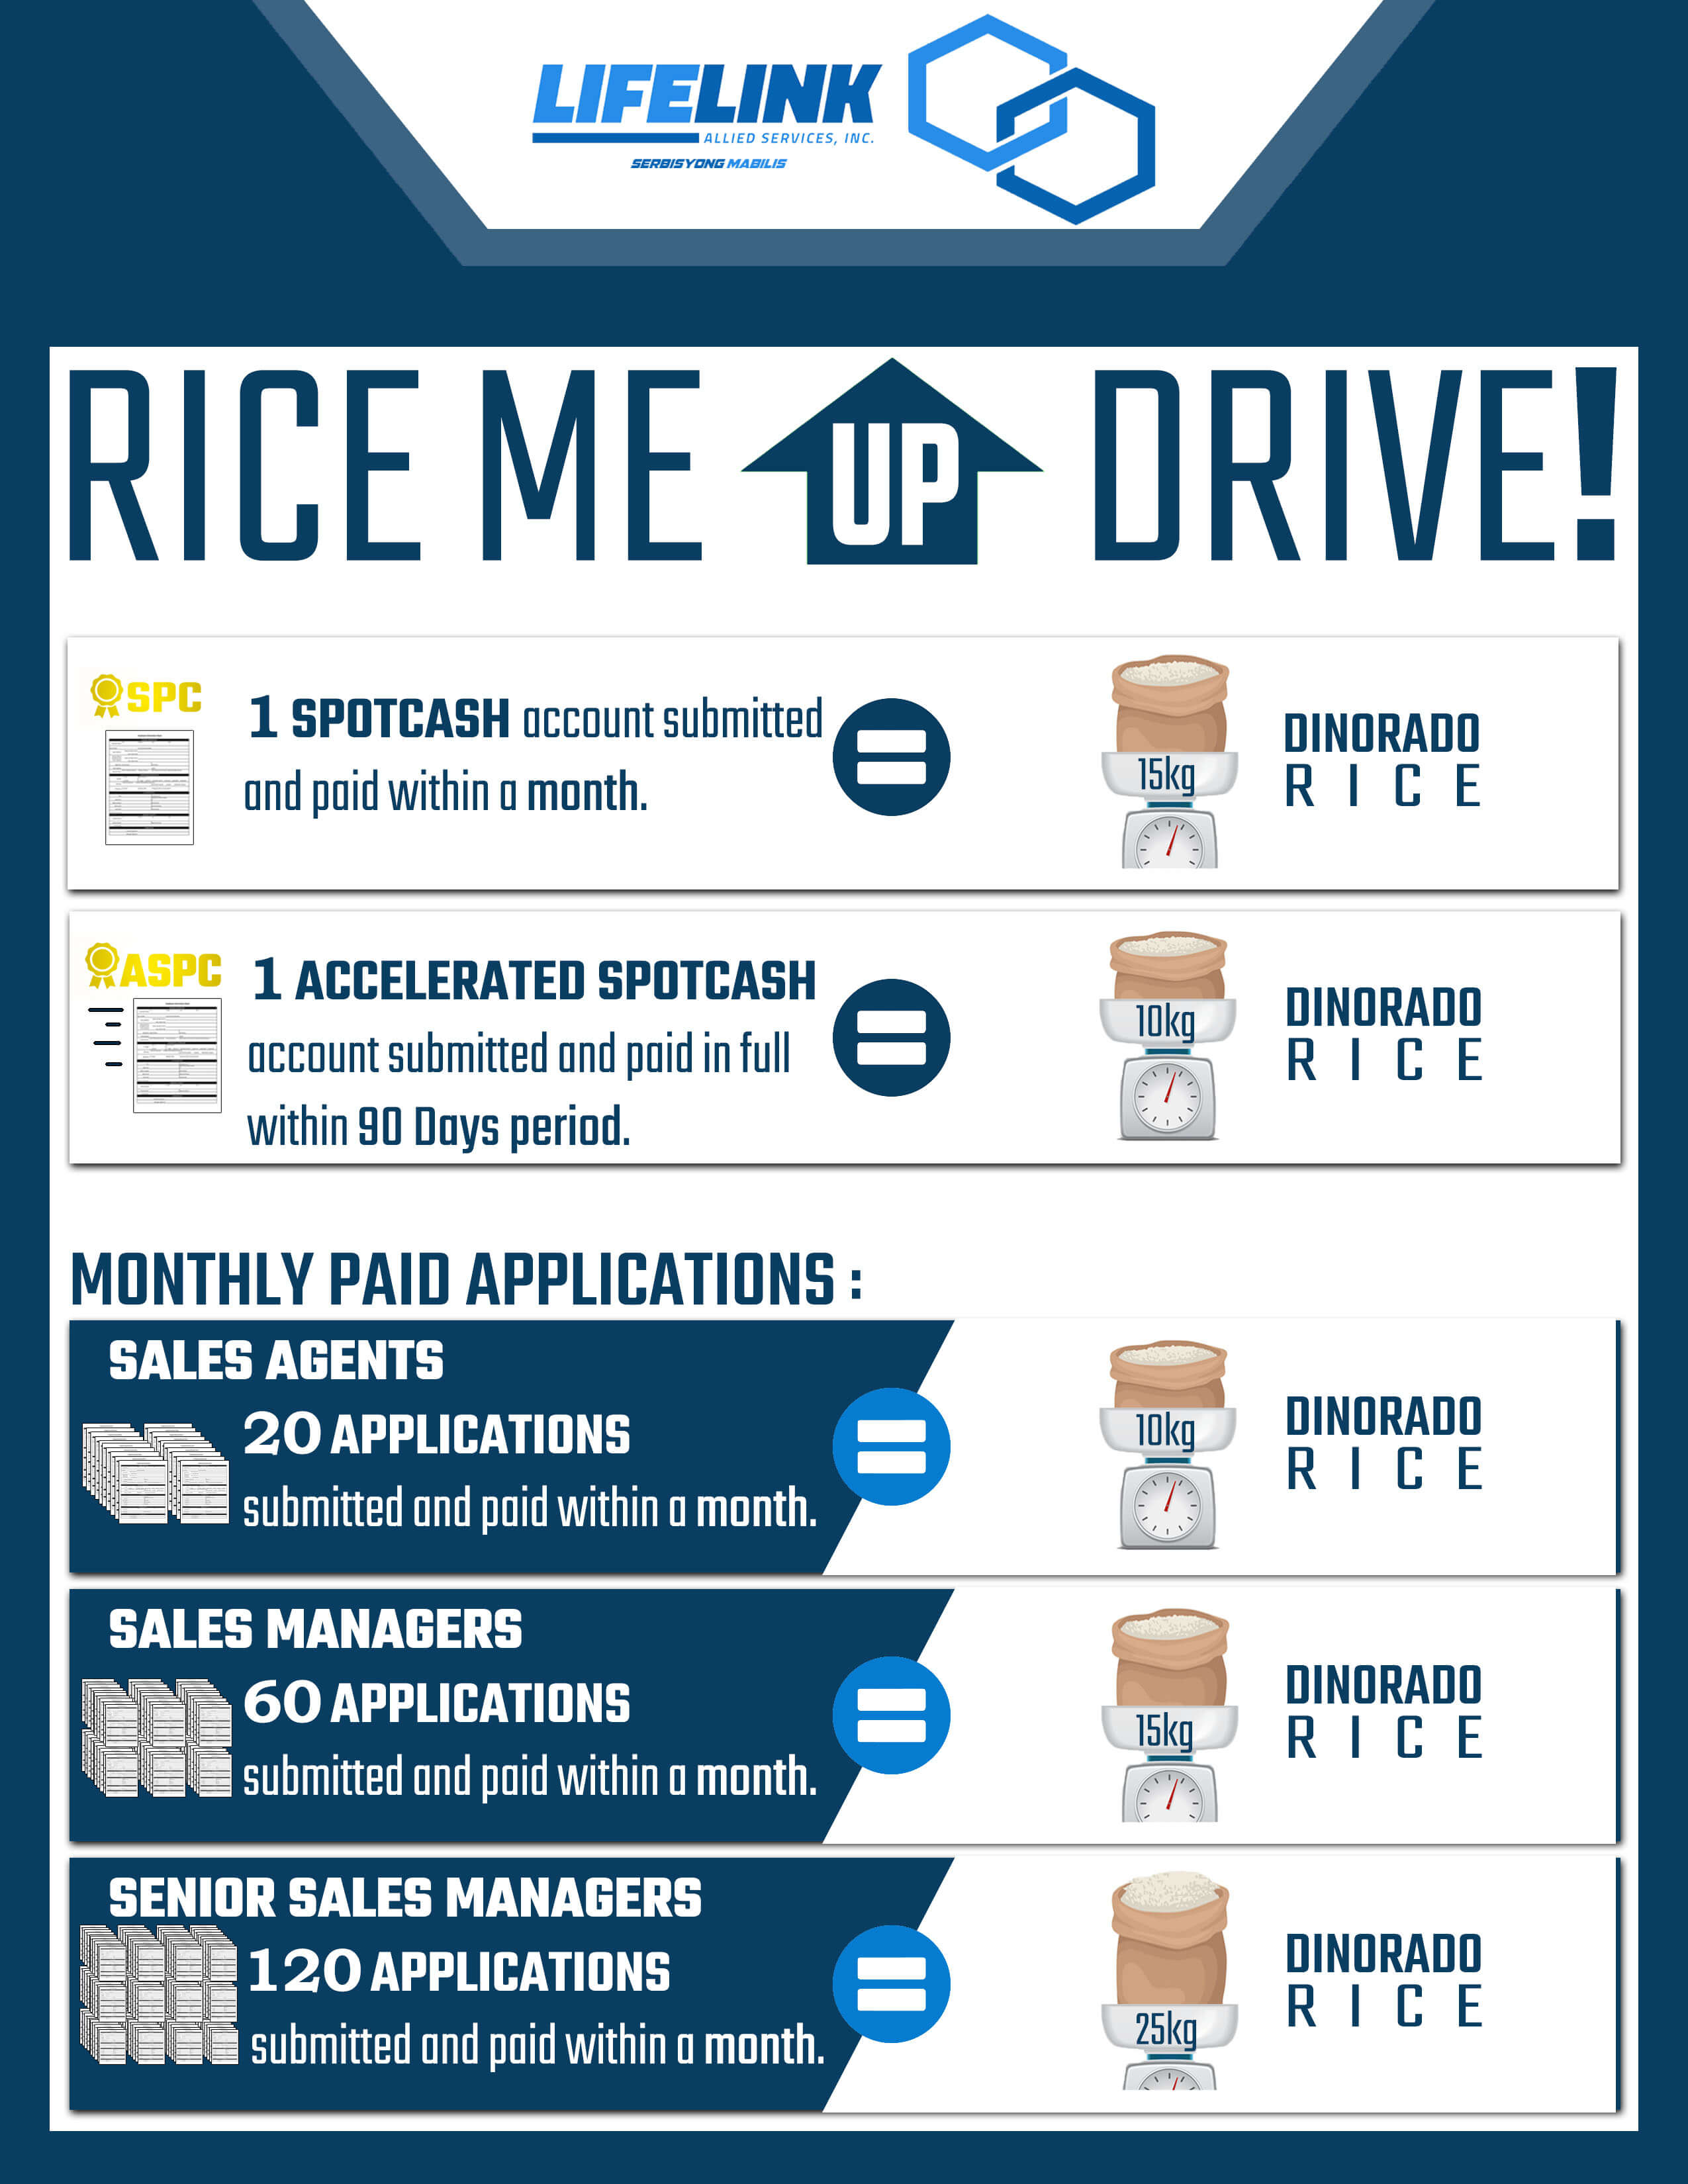 LIFELINK
ALLIED SERVICES, INC.
SERBISYONG MABILIS
RICE ME UP DRIVE!
SPC
1 SPOTCASH account submitted
and paid within a month.
15kg
DINORADO
RICE
ASPC
1 ACCELERATED SPOTCASH
account submitted and paid in full
within 90 Days period.
10kg
DINORADO
RICE
MONTHLY PAID APPLICATIONS :
SALES AGENTS
20 APPLICATIONS
submitted and paid within a month.
10kg
DINORADO
RICE
SALES MANAGERS
60 APPLICATIONS
submitted and paid within a month.
15kg
DINORADO
RICE
SENIOR SALES MANAGERS
120 APPLICATIONS
submitted and paid within a month.
25kg
DINORADO
RICE